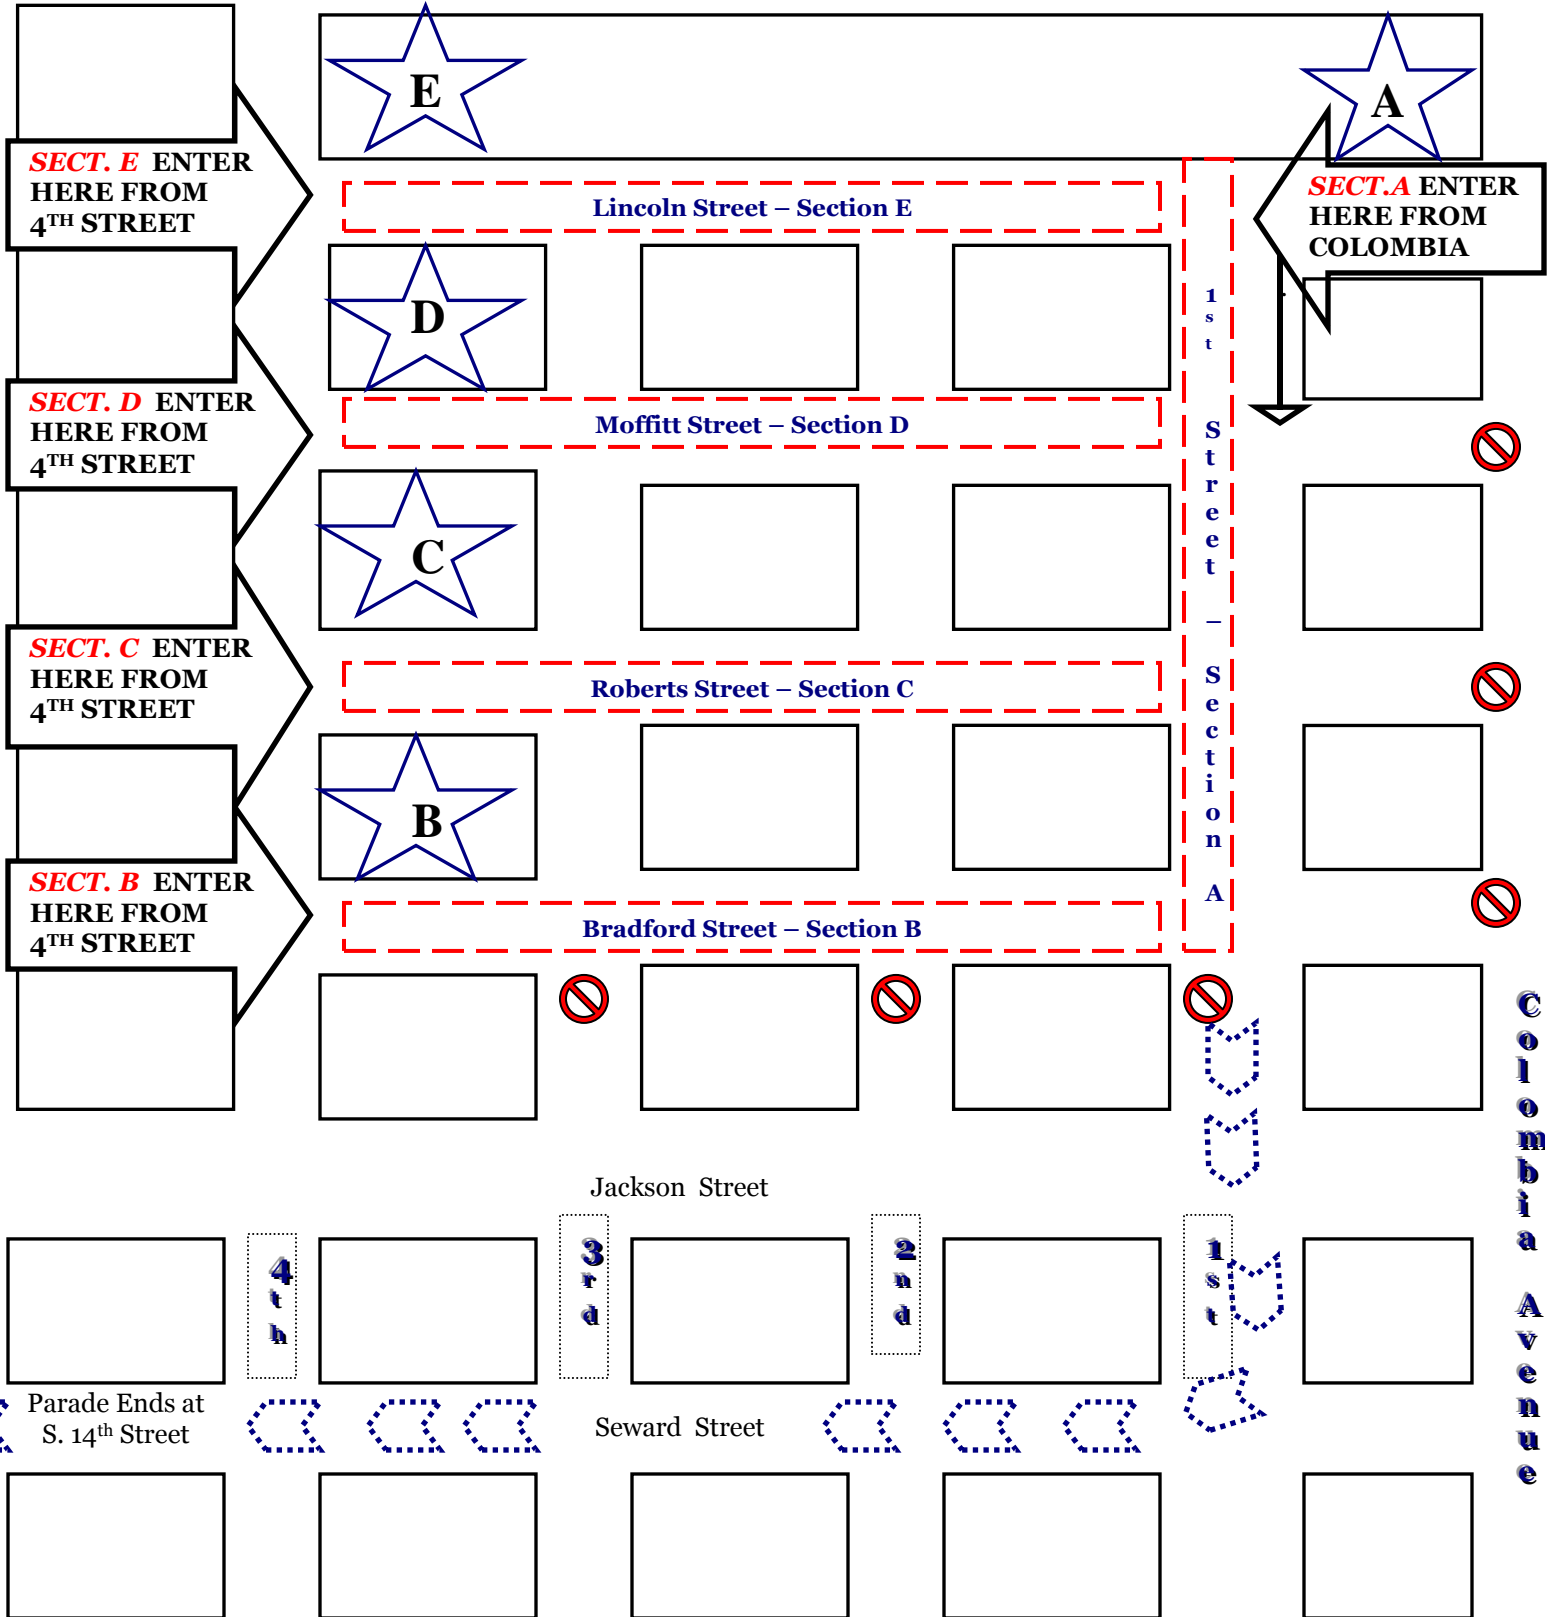 E
A
SECT. E ENTER
HERE FROM
4TH STREET
SECT.A ENTER
HERE FROM
COLOMBIA
Lincoln Street – Section E
D
1st Street – Section A
SECT. D ENTER
HERE FROM
4TH STREET
Moffitt Street – Section D
C
SECT. C ENTER
HERE FROM
4TH STREET
Roberts Street – Section C
B
SECT. B ENTER
HERE FROM
4TH STREET
Bradford Street – Section B
Colombia Avenue
Jackson Street
4th
3rd
2nd
1st
Parade Ends at
S. 14th Street
Seward Street